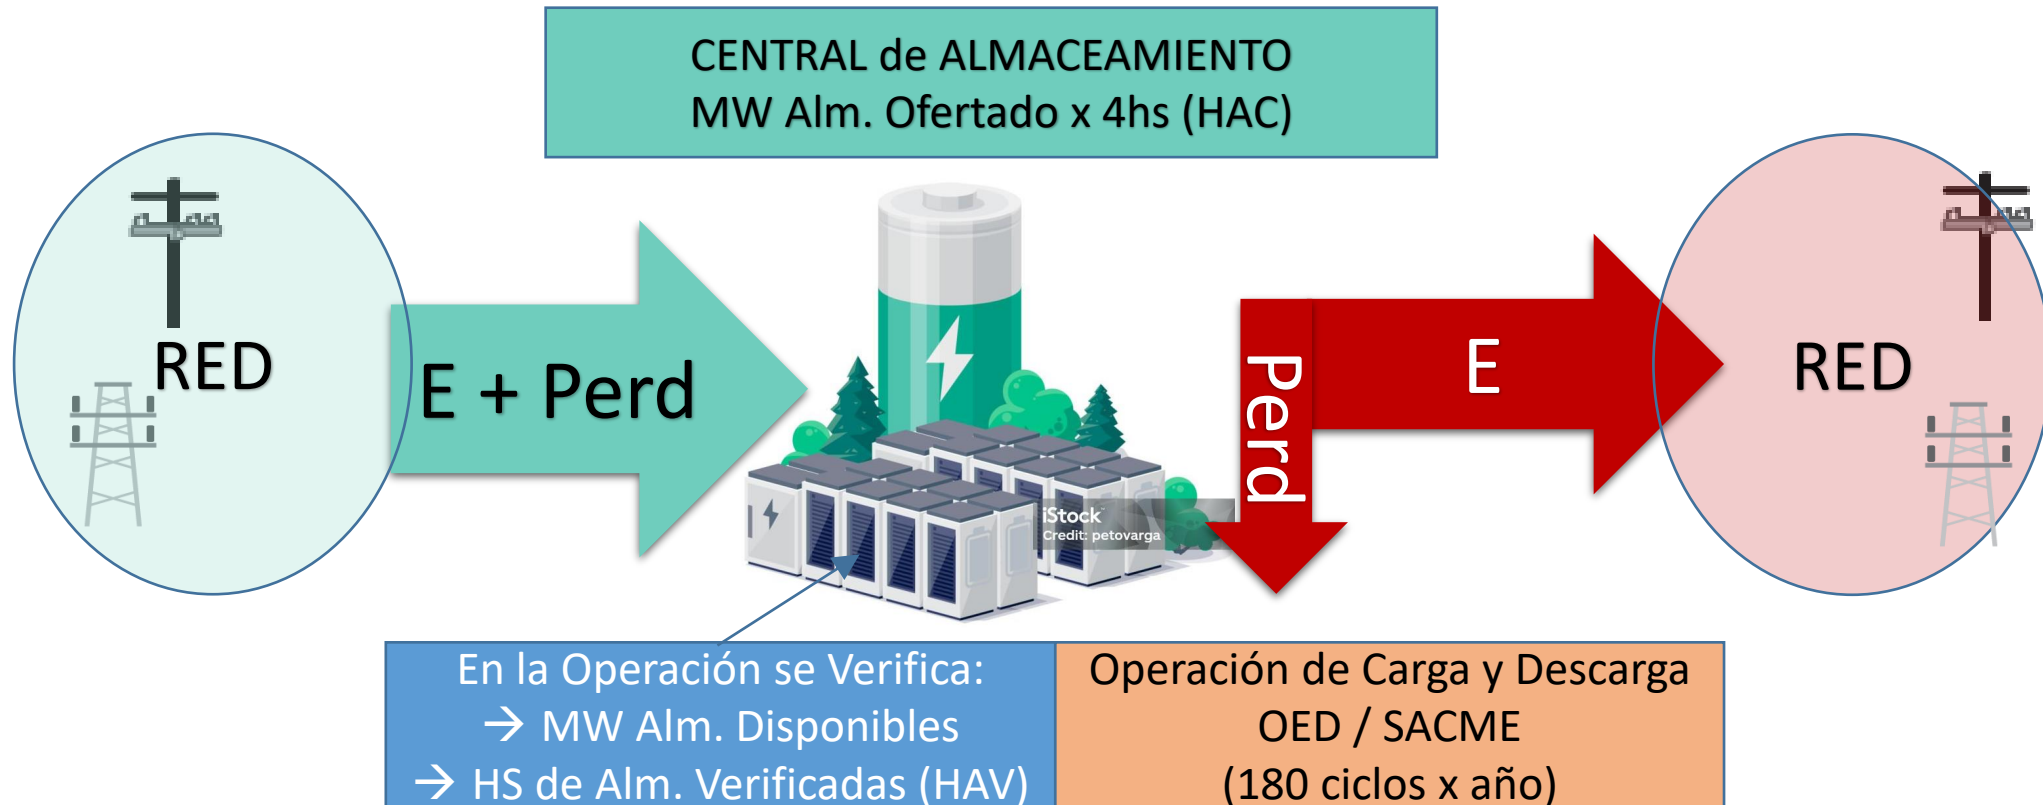 CENTRAL de ALMACEAMIENTO
MW Alm. Ofertado x 4hs (HAC)
RED
E + Perd
Perd
E
RED
iStock
Credit: petovarga
En la Operación se Verifica:
→ MW Alm. Disponibles
→ HS de Alm. Verificadas (HAV)
Operación de Carga y Descarga
OED / SACME
(180 ciclos x año)